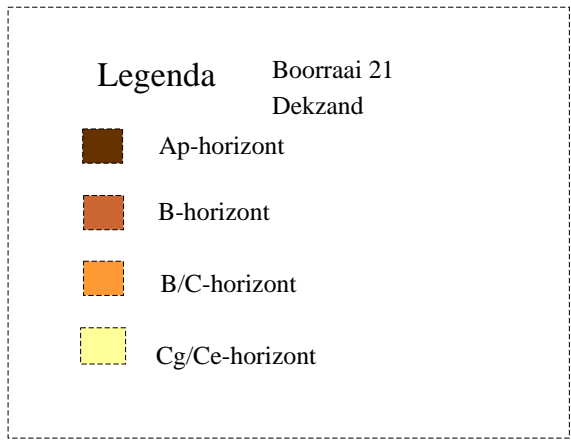 Legenda
Boorraai 21
Dekzand
Ap-horizont
B-horizont
B/C-horizont
Cg/Ce-horizont